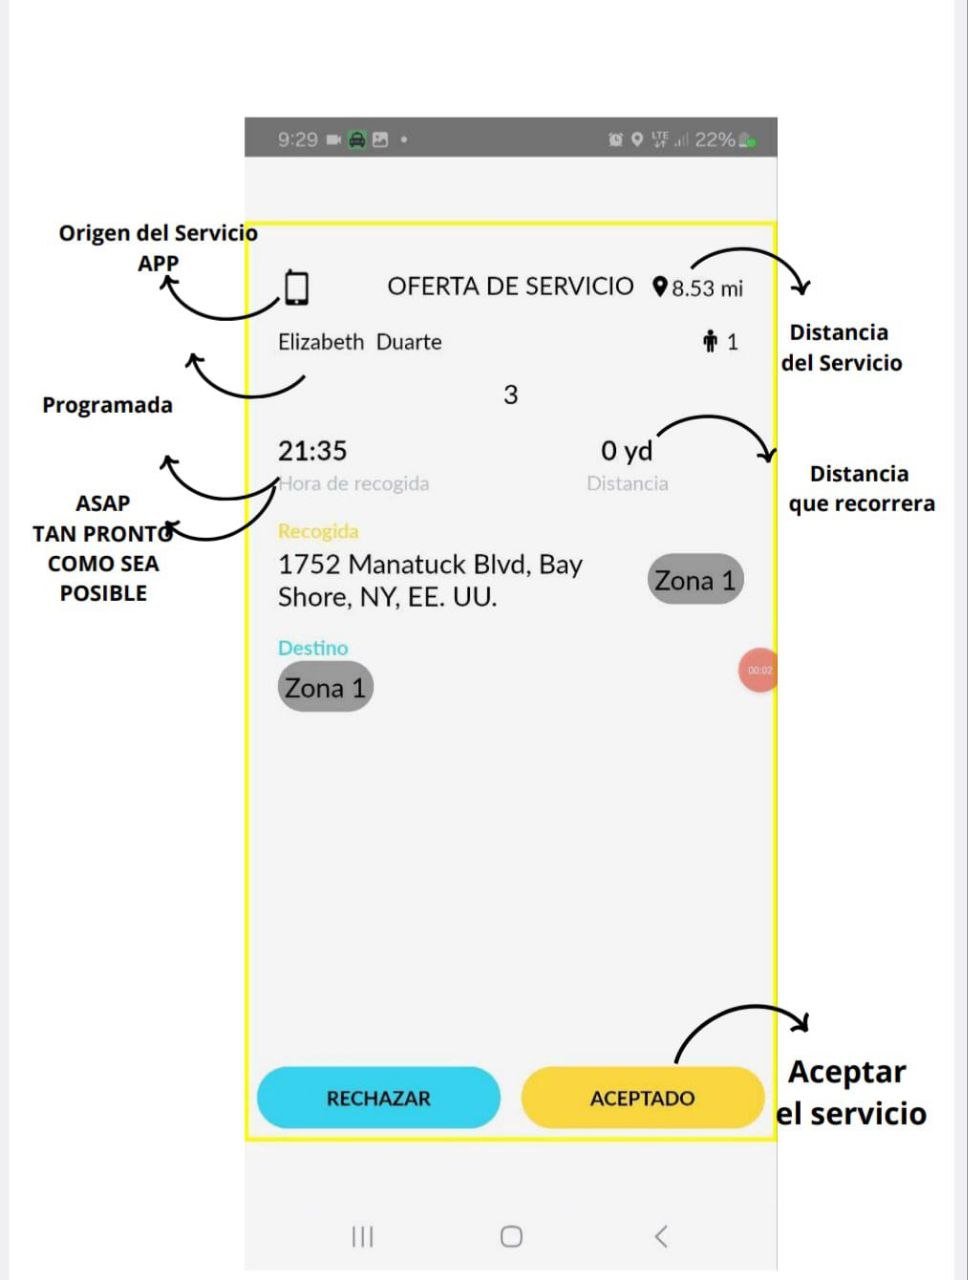 9:29
LTE 22%
Origen del Servicio
APP
OFERTA DE SERVICIO 8.53 mi
Elizabeth Duarte 1
Distancia
del Servicio
Programada
3
21:35 0 yd
Hora de recogida Distancia
Distancia
que recorrera
ASAP
TAN PRONTO
COMO SEA
POSIBLE
Recogida
1752 Manatuck Blvd, Bay
Shore, NY, EE. UU.
Zona 1
Destino
Zona 1
00:02
RECHAZAR ACEPTADO
Aceptar
el servicio